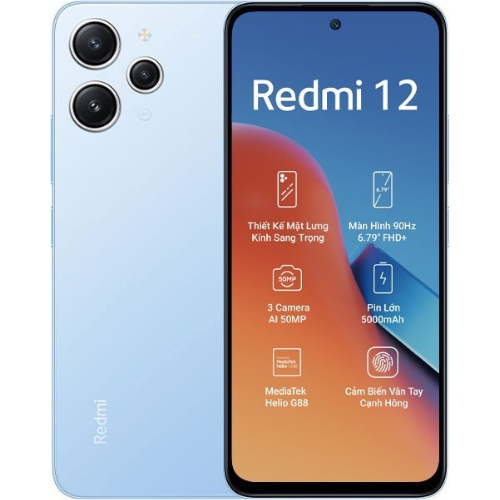 Redmi 12
Thiết Kế Mặt Lưng
Kính Sang Trọng
6.79"
Màn Hình 90Hz
6.79" FHD+
50MP
3 Camera
AI 50MP
Pin Lớn
5000mAh
MediaTek
Helio G88
Cảm Biến Vân Tay
Cạnh Hông
Redmi